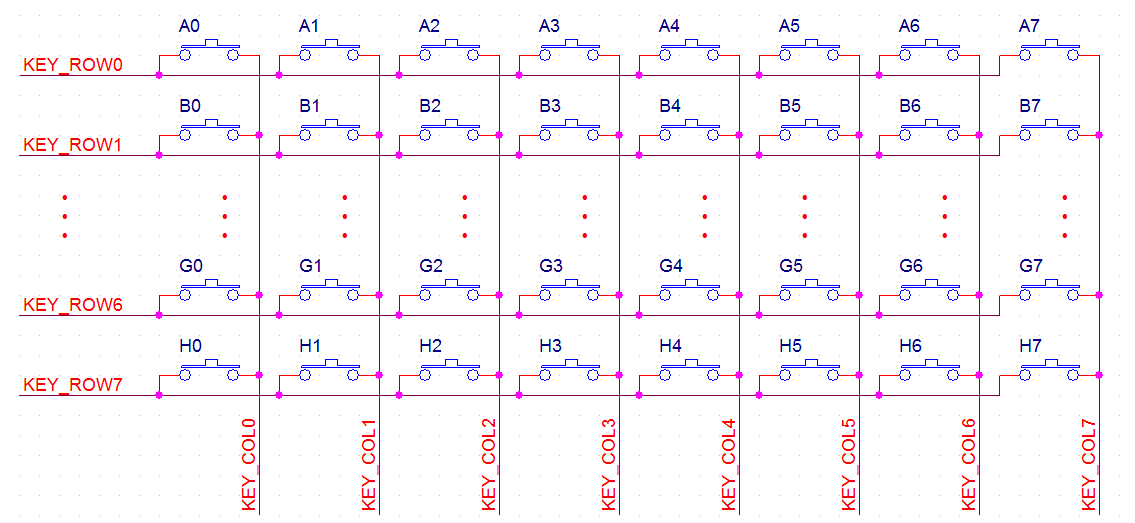 A0 A1 A2 A3 A4 A5 A6 A7
KEY_ROW0
B0 B1 B2 B3 B4 B5 B6 B7
KEY_ROW1
G0 G1 G2 G3 G4 G5 G6 G7
KEY_ROW6
H0 H1 H2 H3 H4 H5 H6 H7
KEY_ROW7
KEY_COL0 KEY_COL1 KEY_COL2 KEY_COL3 KEY_COL4 KEY_COL5 KEY_COL6 KEY_COL7